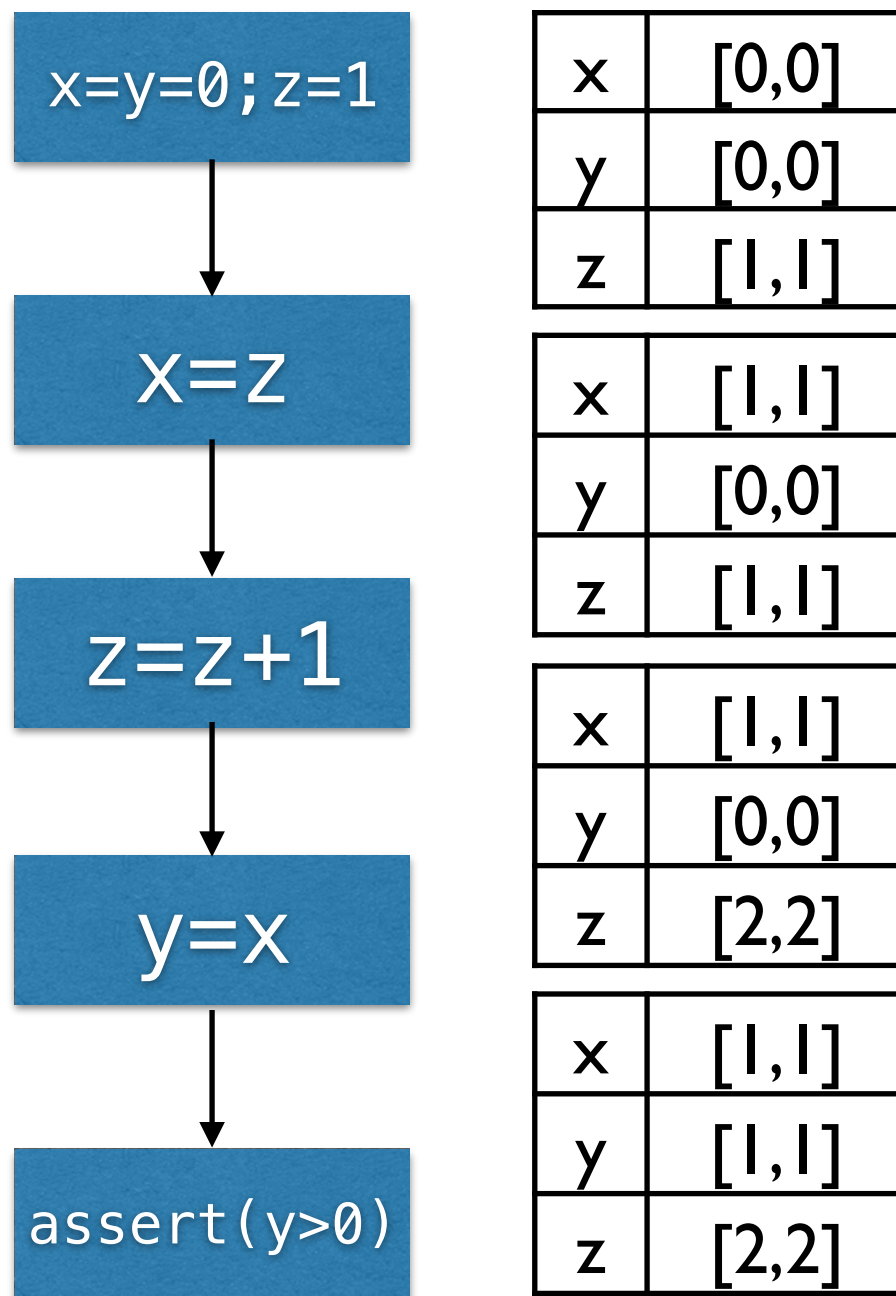 x=y=0;z=1
x=z
z=z+1
y=x
assert(y>0)
x [0,0]
y [0,0]
z [1,1]
x [1,1]
y [0,0]
z [1,1]
x [1,1]
y [0,0]
z [2,2]
x [1,1]
y [1,1]
z [2,2]